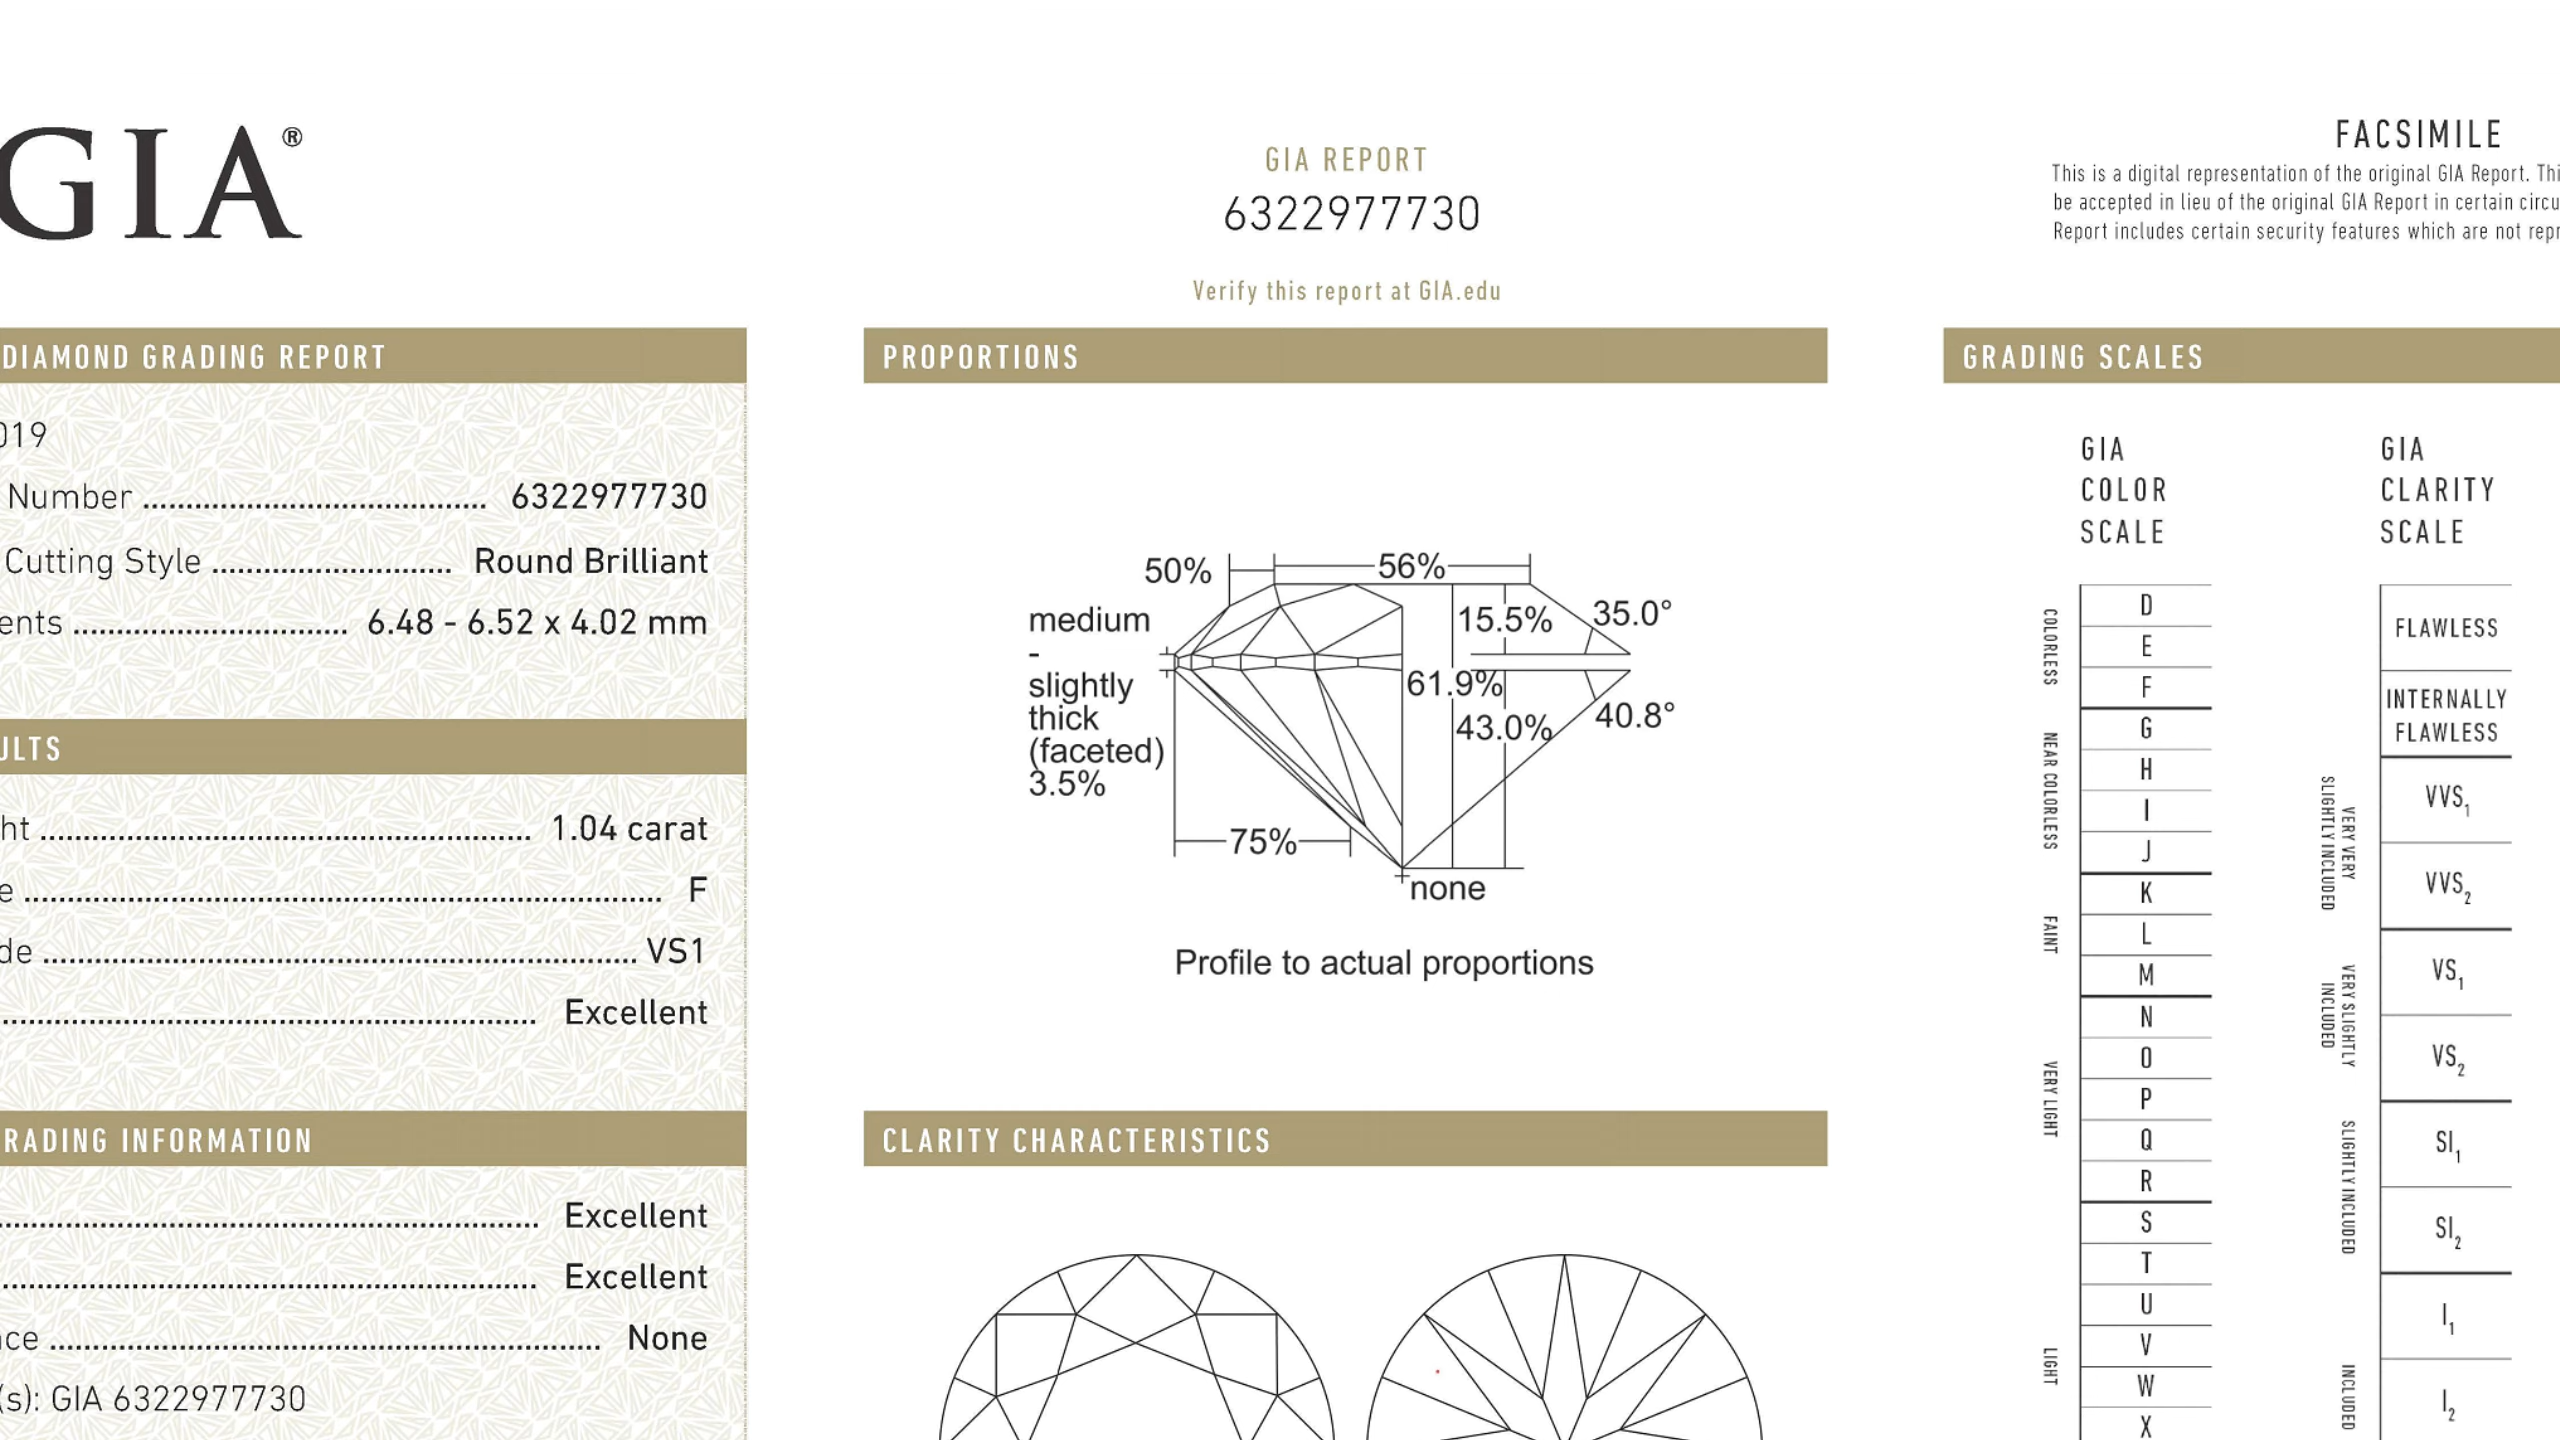 GIA®
GIA REPORT
6322977730
Verify this report at GIA.edu
FACSIMILE
This is a digital representation of the original GIA Report. Thi
be accepted in lieu of the original GIA Report in certain circu
Report includes certain security features which are not repr
DIAMOND GRADING REPORT
019
Number 6322977730
Cutting Style Round Brilliant
ents 6.48 - 6.52 x 4.02 mm
ULTS
ht 1.04 carat
e F
de VS1
Excellent
RADING INFORMATION
Excellent
Excellent
ce None
(s): GIA 6322977730
PROPORTIONS
50%
56%
medium
-
slightly
thick
(faceted)
3.5%
15.5%
35.0°
61.9%
43.0%
40.8°
75%
none
Profile to actual proportions
CLARITY CHARACTERISTICS
GRADING SCALES
GIA
COLOR
SCALE
COLORLESS
D
E
F
NEAR COLORLESS
G
H
I
J
FAINT
K
L
M
VERY LIGHT
N
O
P
Q
R
LIGHT
S
T
U
V
W
X
GIA
CLARITY
SCALE
FLAWLESS
INTERNALLY
FLAWLESS
VERY VERY
SLIGHTLY INCLUDED
VVS1
VVS2
VERY SLIGHTLY
INCLUDED
VS1
VS2
SLIGHTLY INCLUDED
SI1
SI2
INCLUDED
I1
I2